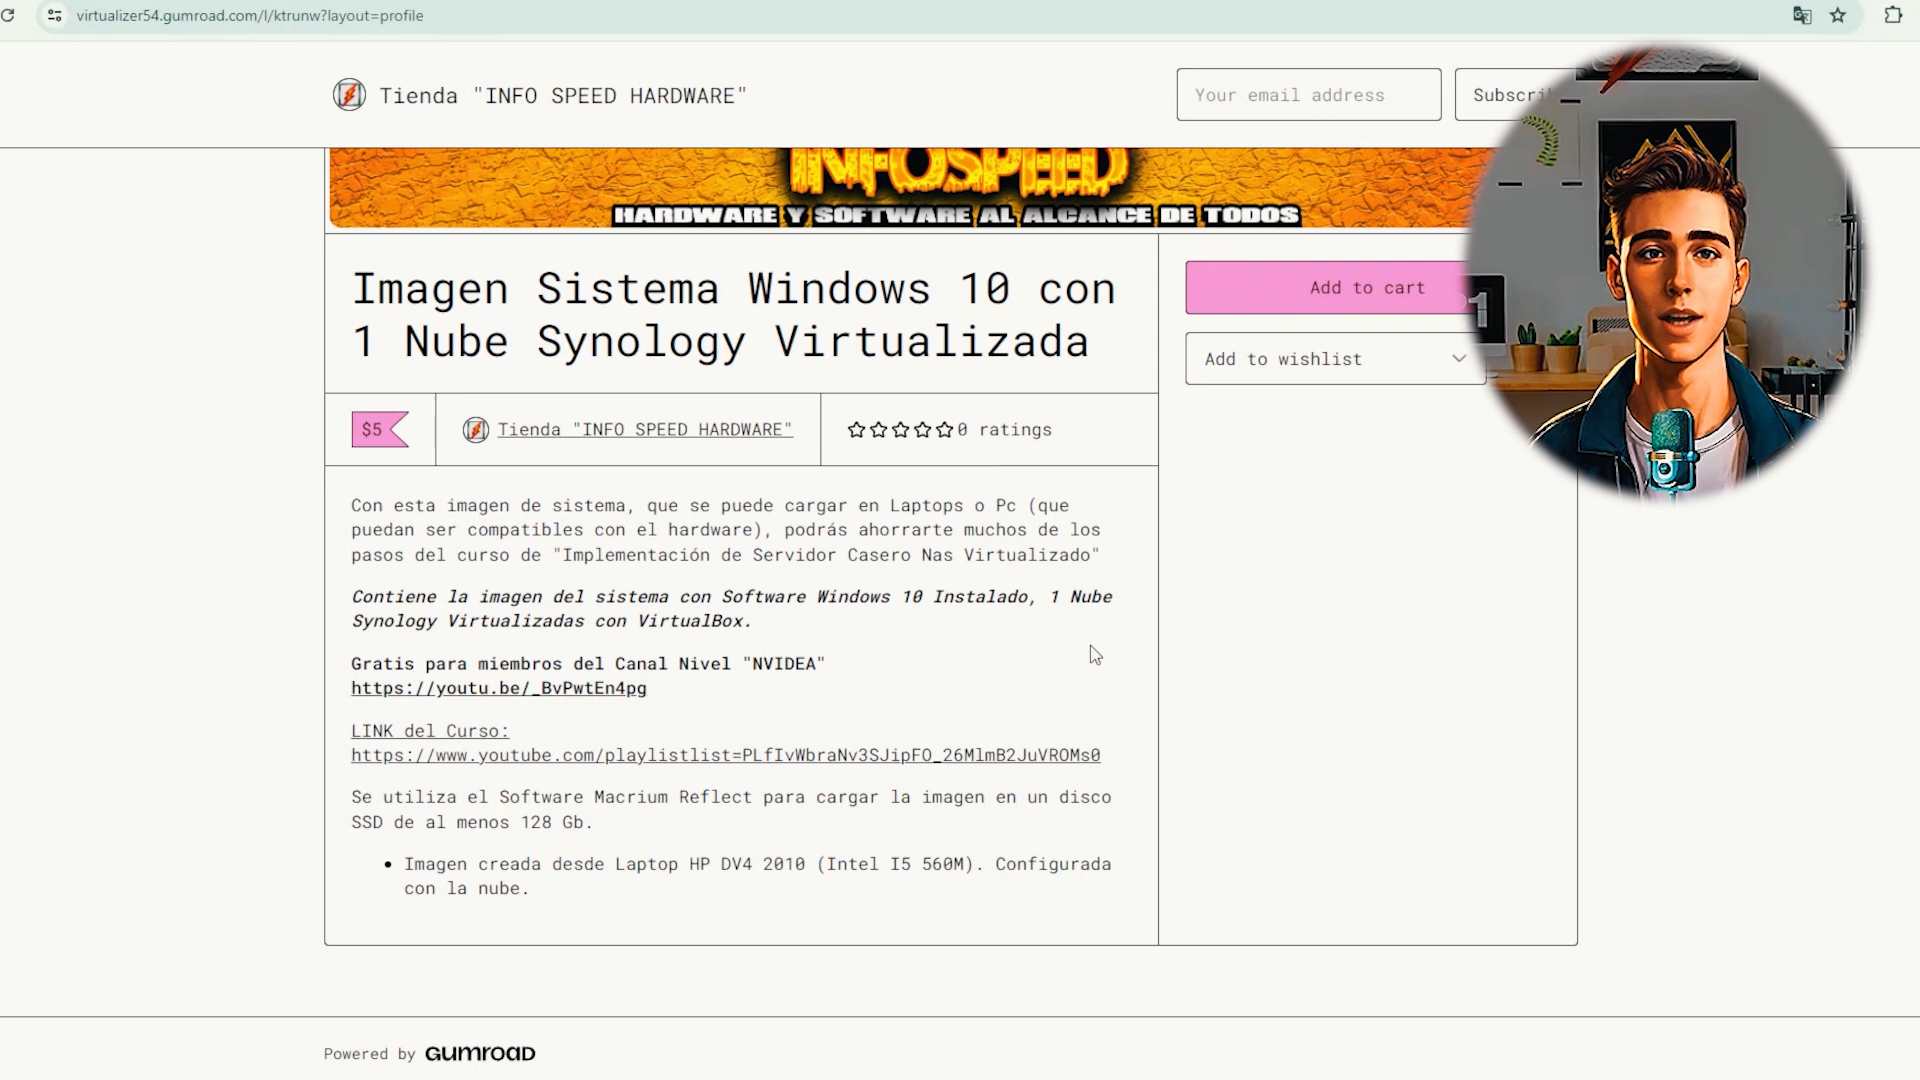 virtualizer54.gumroad.com/l/ktrunw?layout=profile
Tienda "INFO SPEED HARDWARE"
Your email address
Subscri
INFOSPEED
HARDWARE Y SOFTWARE AL ALCANCE DE TODOS
Imagen Sistema Windows 10 con
1 Nube Synology Virtualizada
Add to cart
Add to wishlist
$5
Tienda "INFO SPEED HARDWARE"
0 ratings
Con esta imagen de sistema, que se puede cargar en Laptops o Pc (que
puedan ser compatibles con el hardware), podrás ahorrarte muchos de los
pasos del curso de "Implementación de Servidor Casero Nas Virtualizado"
Contiene la imagen del sistema con Software Windows 10 Instalado, 1 Nube
Synology Virtualizadas con VirtualBox.
Gratis para miembros del Canal Nivel "NVIDEA"
https://youtu.be/_BvPwtEn4pg
LINK del Curso:
https://www.youtube.com/playlistlist=PLfIvWbraNv3SJipFO_26MlmB2JuVROMs0
Se utiliza el Software Macrium Reflect para cargar la imagen en un disco
SSD de al menos 128 Gb.
Imagen creada desde Laptop HP DV4 2010 (Intel I5 560M). Configurada
con la nube.
Powered by GUMROAD